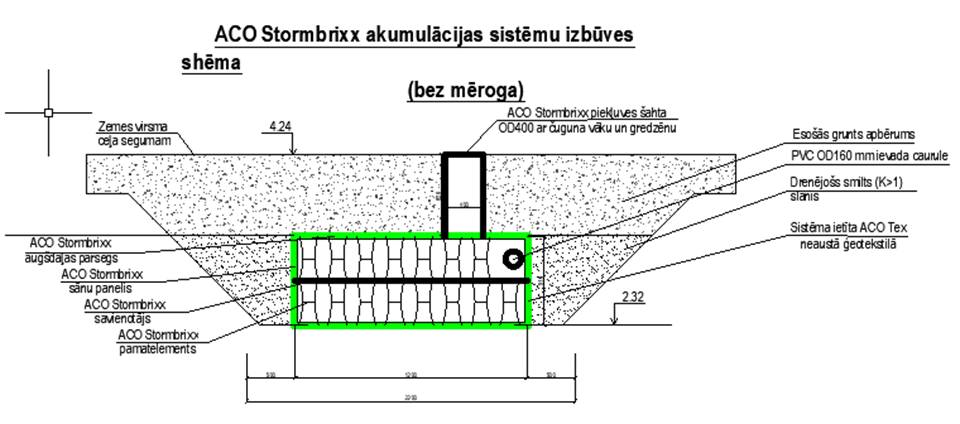 ACO Stormbrixx akumulācijas sistēmu izbūves
shēma
(bez mēroga)
ACO Stormbrixx piekļuves šahta
OD400 ar čuguna vāku un gredzēnu
Zemes virsma
ceļa segumam
4.24
Esošās grunts apbērums
PVC OD160 mm ievada caurule
Drenējošs smilts (K>1)
slānis
Sistēma ietīta ACO Tex
neaustā ģeotekstilā
ACO Stormbrixx
augšdaļas pārsegs
ACO Stormbrixx
sānu panelis
ACO Stormbrixx
savienotājs
ACO Stormbrixx
pamatelements
2.32